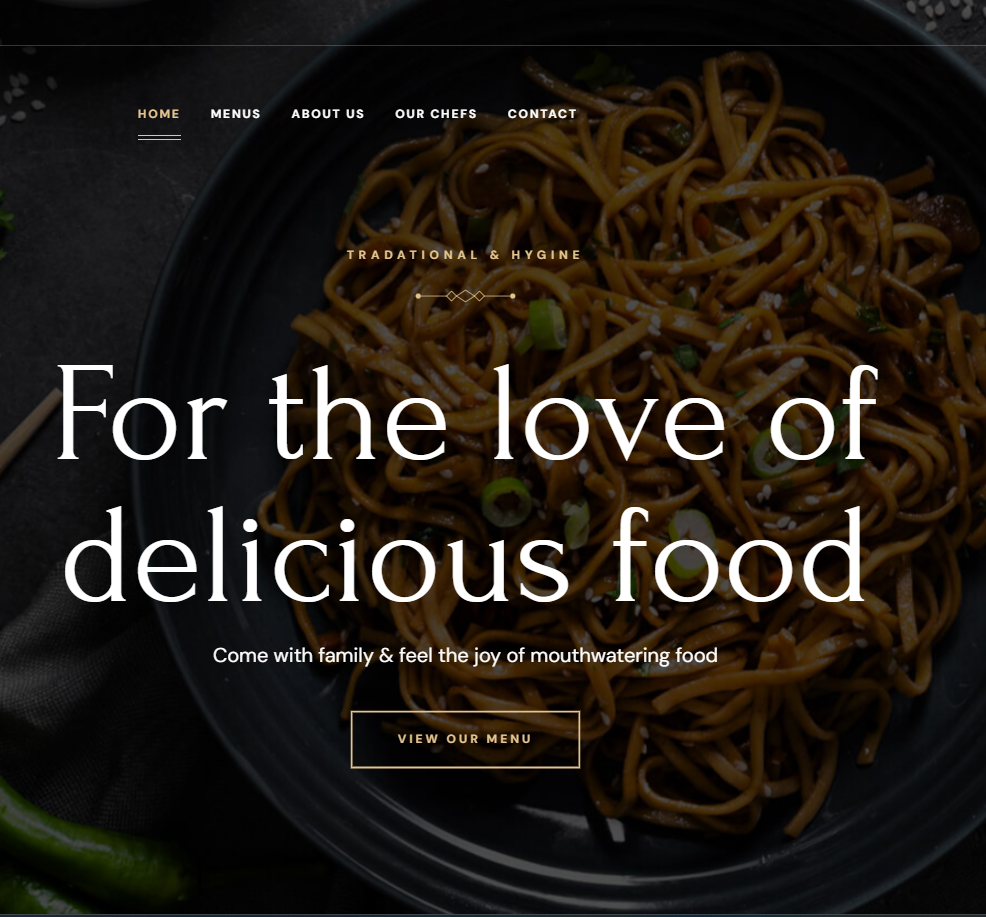 HOME MENUS ABOUT US OUR CHEFS CONTACT
TRADATIONAL & HYGINE
For the love of
delicious food
Come with family & feel the joy of mouthwatering food
VIEW OUR MENU